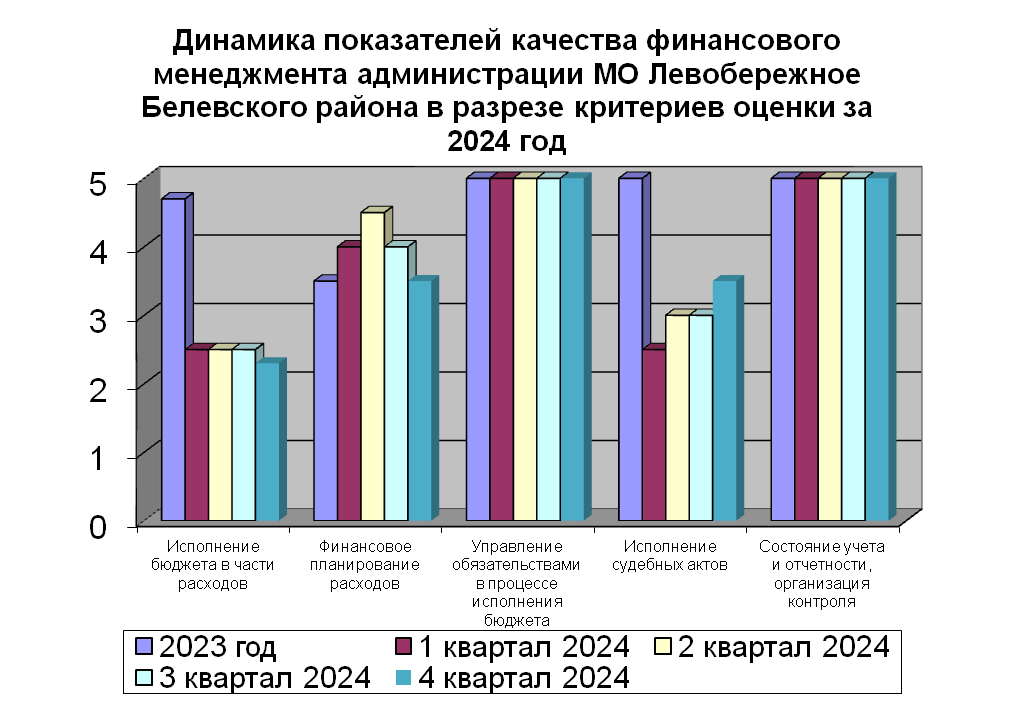 Динамика показателей качества финансового
менеджмента администрации МО Левобережное
Белевского района в разрезе критериев оценки за
2024 год
5
4
3
2
1
0
Исполнение
бюджета в части
расходов
Финансовое
планирование
расходов
Управление
обязательствами
в процессе
исполнения
бюджета
Исполнение
судебных актов
Состояние учета
и отчетности,
организация
контроля
2023 год
1 квартал 2024
2 квартал 2024
3 квартал 2024
4 квартал 2024